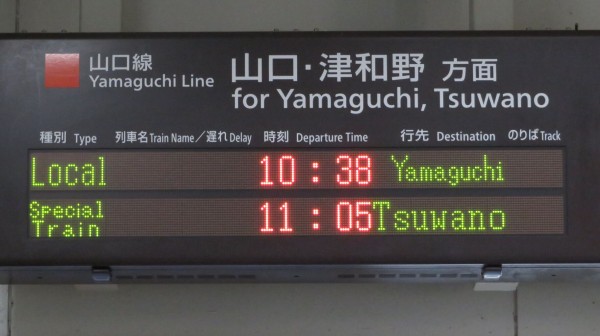 山口線
Yamaguchi Line
山口・津和野 方面
for Yamaguchi, Tsuwano
種別 Type 列車名 Train Name／遅れ Delay 時刻 Departure Time 行先 Destination のりば Track
Local 10：38 Yamaguchi
Special Train 11：05 Tsuwano